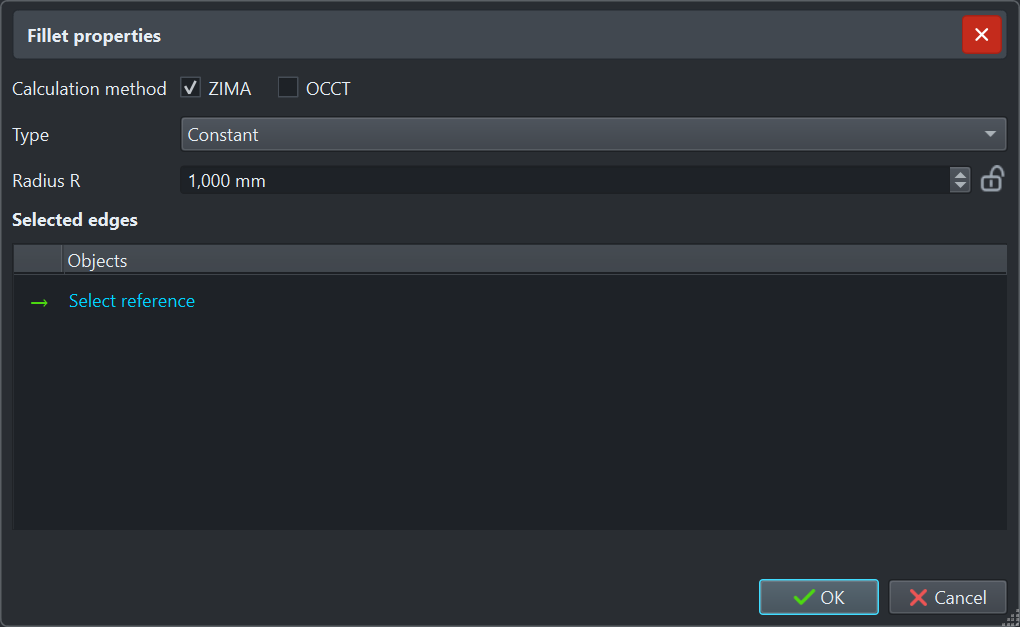 Fillet properties
Calculation method ZIMA OCCT
Type Constant
Radius R 1,000 mm
Selected edges
Objects
→ Select reference
OK Cancel